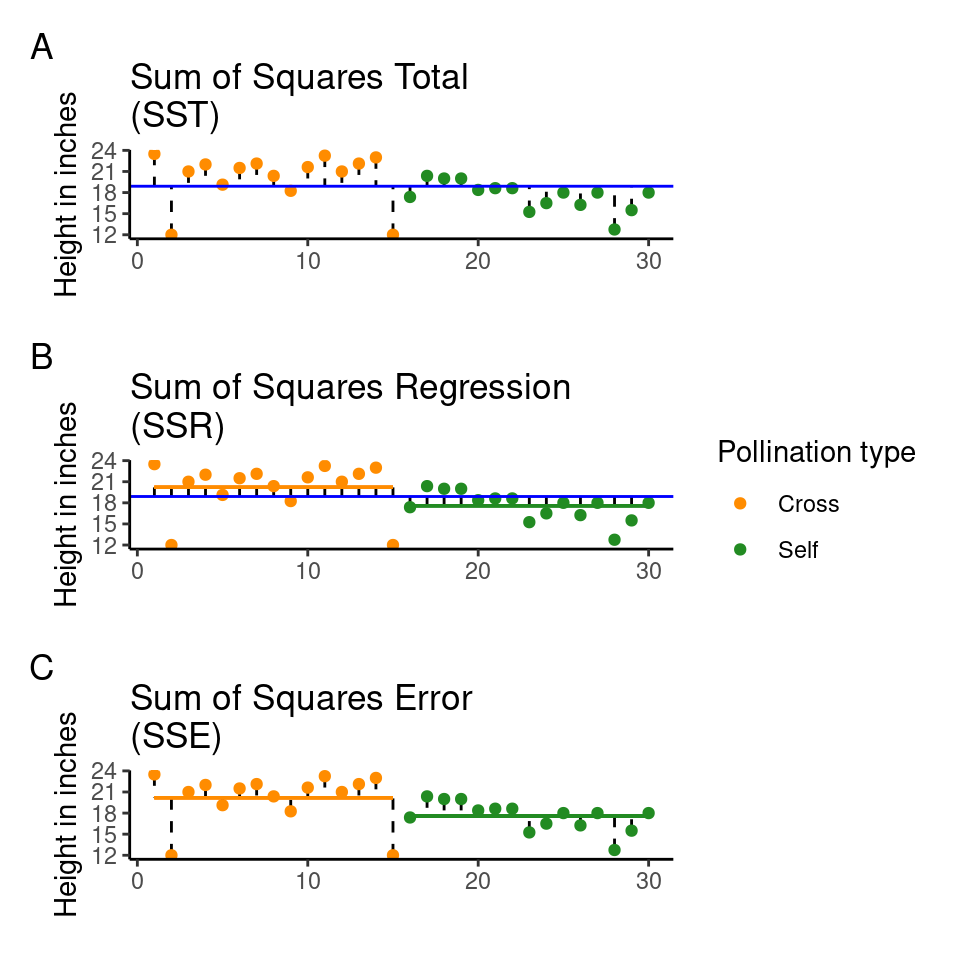 A
Sum of Squares Total
(SST)
Height in inches
24
21
18
15
12
0 10 20 30
B
Sum of Squares Regression
(SSR)
Height in inches
24
21
18
15
12
0 10 20 30
Pollination type
Cross
Self
C
Sum of Squares Error
(SSE)
Height in inches
24
21
18
15
12
0 10 20 30